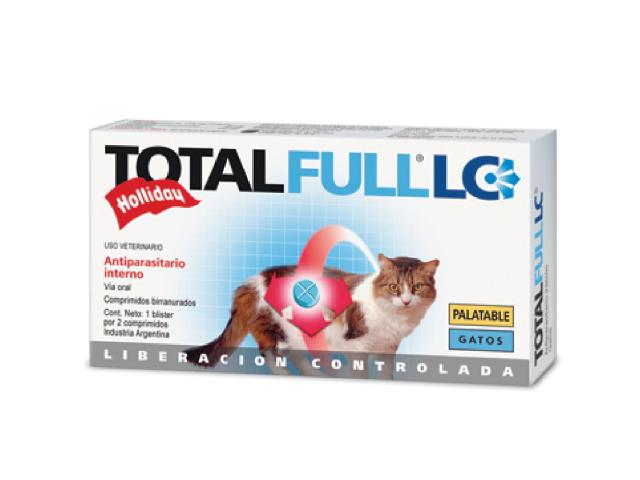 TOTAL FULL® LC
Holliday
USO VETERINARIO
Antiparasitario
interno
Via oral
Comprimidos birranurados
Cont. Neto: 1 blister
por 2 comprimidos
Industria Argentina
PALATABLE
GATOS
LIBERACION CONTROLADA
TOTAL FULL LC®